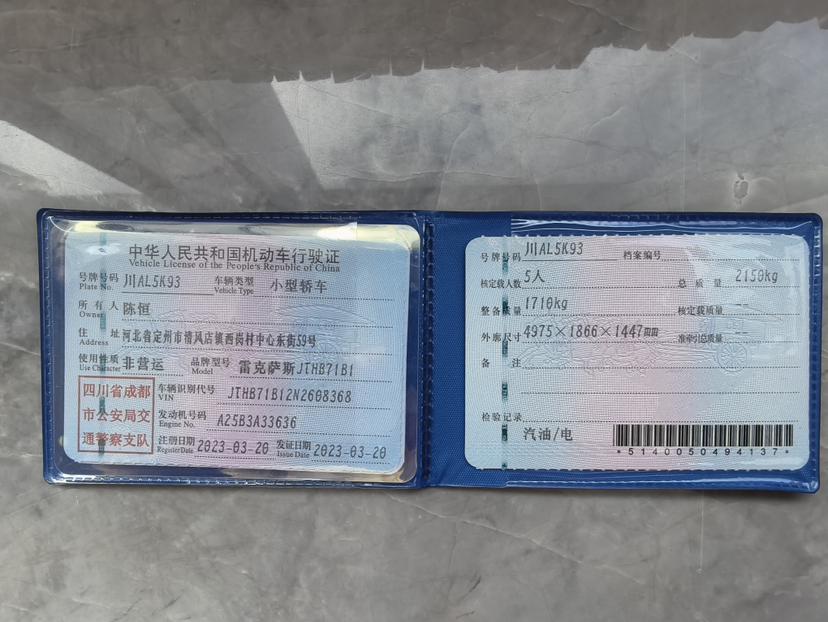 中华人民共和国机动车行驶证
Vehicle License of the People's Republic of China
号牌号码 川AL5K93 车辆类型 小型轿车
Plate No. Vehicle Type
所有人 陈恒
Owner
住址 河北省定州市清风店镇西岗村中心东街59号
Address
使用性质 非营运 品牌型号 雷克萨斯JTHB71B1
Use Character Model
四川省成都
市公安局交
通警察支队
车辆识别代号 JTHB71B12N2608368
VIN
发动机号码 A25B3A33636
Engine No.
注册日期 2023-03-20 发证日期 2023-03-20
Register Date Issue Date
号牌号码 川AL5K93 档案编号
核定载人数 5人 总质量 2150kg
整备质量 1710kg 核定载质量 --
外廓尺寸 4975×1866×1447mm 准牵引总质量 --
备注
检验记录
汽油/电
*5140050494137*